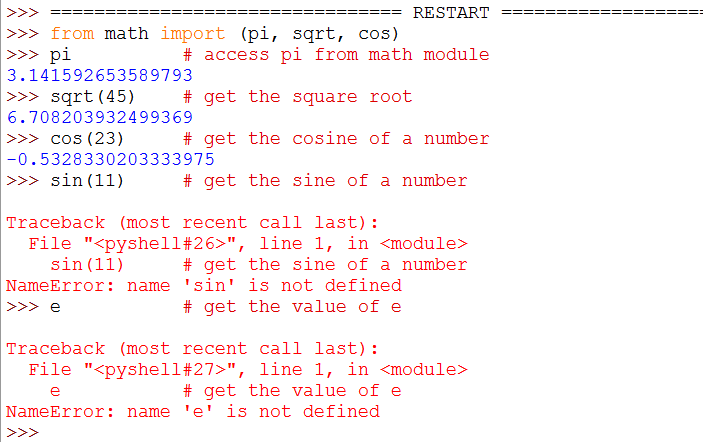 >>> ================================ RESTART ==================
>>> from math import (pi, sqrt, cos)
>>> pi          # access pi from math module
3.141592653589793
>>> sqrt(45)    # get the square root
6.708203932499369
>>> cos(23)     # get the cosine of a number
-0.5328330203333975
>>> sin(11)     # get the sine of a number

Traceback (most recent call last):
  File "<pyshell#26>", line 1, in <module>
    sin(11)     # get the sine of a number
NameError: name 'sin' is not defined
>>> e           # get the value of e

Traceback (most recent call last):
  File "<pyshell#27>", line 1, in <module>
    e           # get the value of e
NameError: name 'e' is not defined
>>>